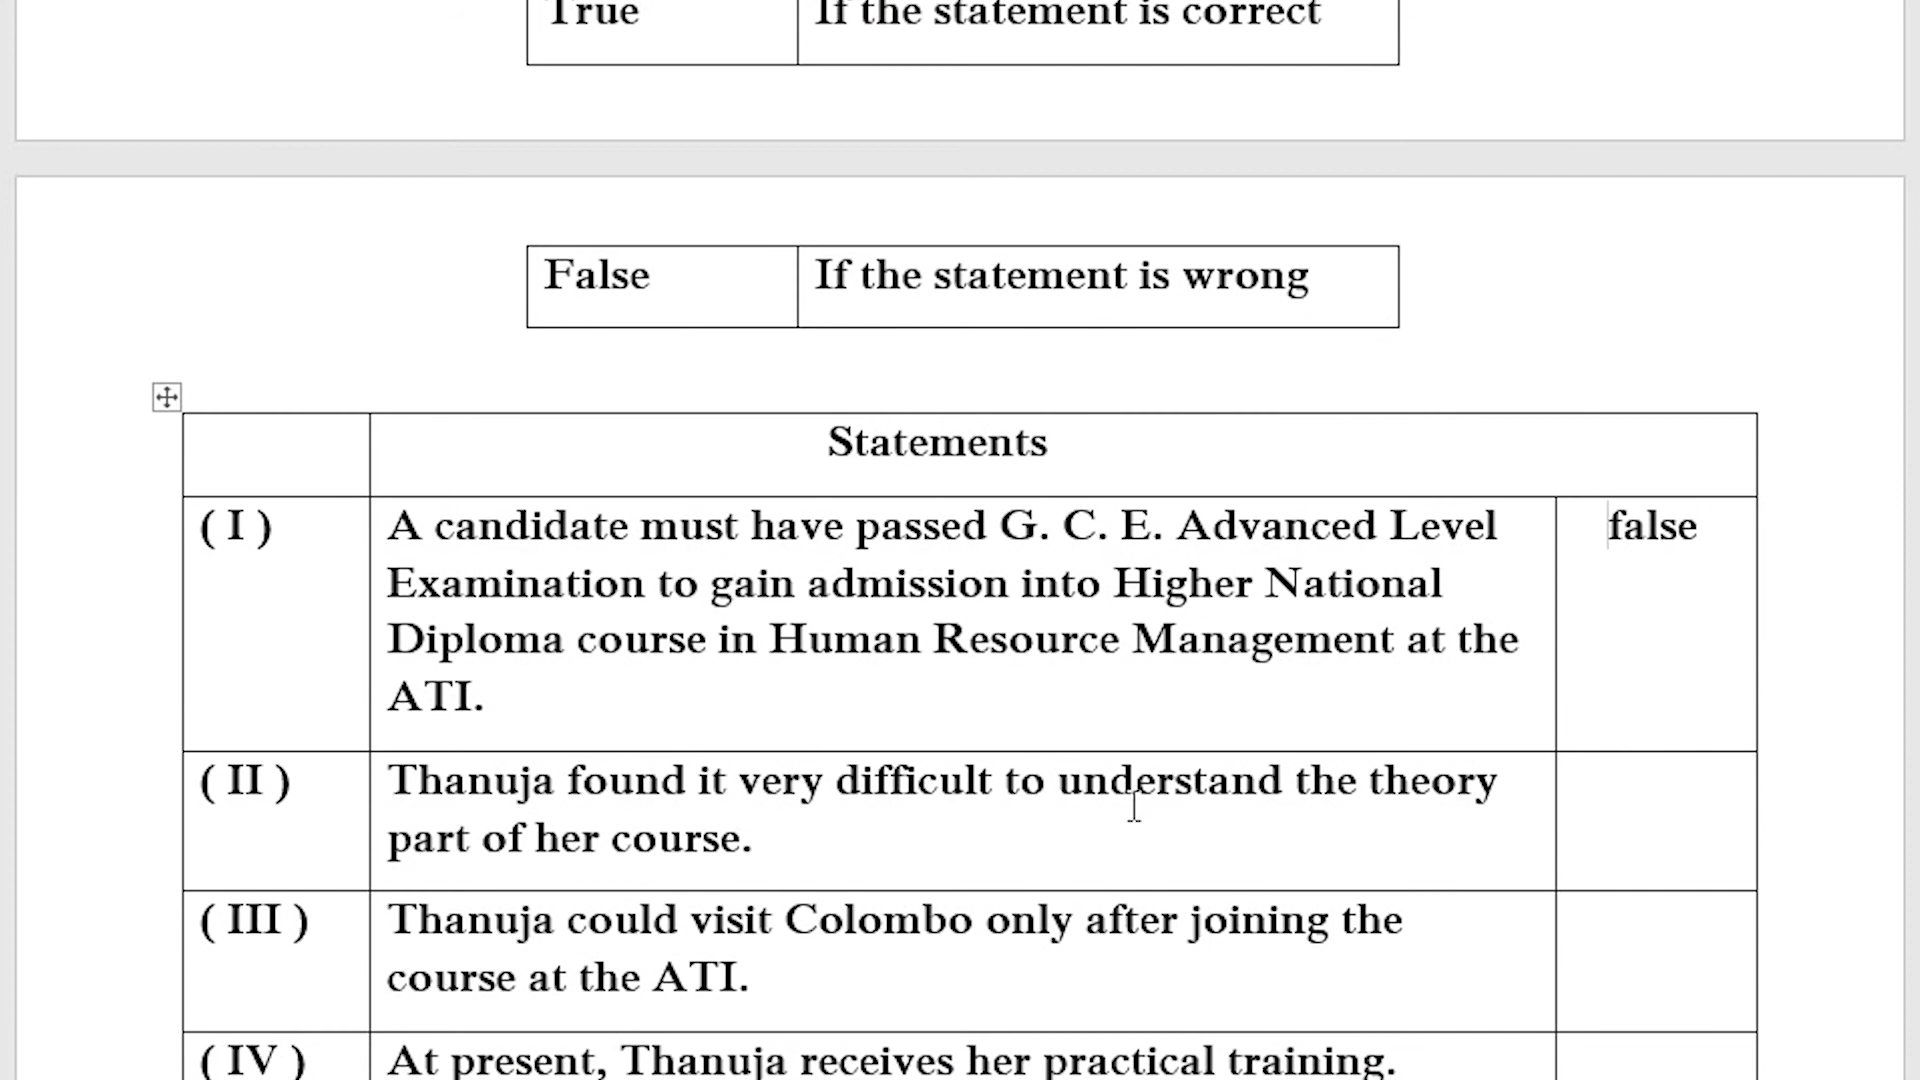 True If the statement is correct
False If the statement is wrong
Statements
( I ) A candidate must have passed G. C. E. Advanced Level false
Examination to gain admission into Higher National
Diploma course in Human Resource Management at the
ATI.
( II ) Thanuja found it very difficult to understand the theory
part of her course.
( III ) Thanuja could visit Colombo only after joining the
course at the ATI.
( IV ) At present, Thanuja receives her practical training.